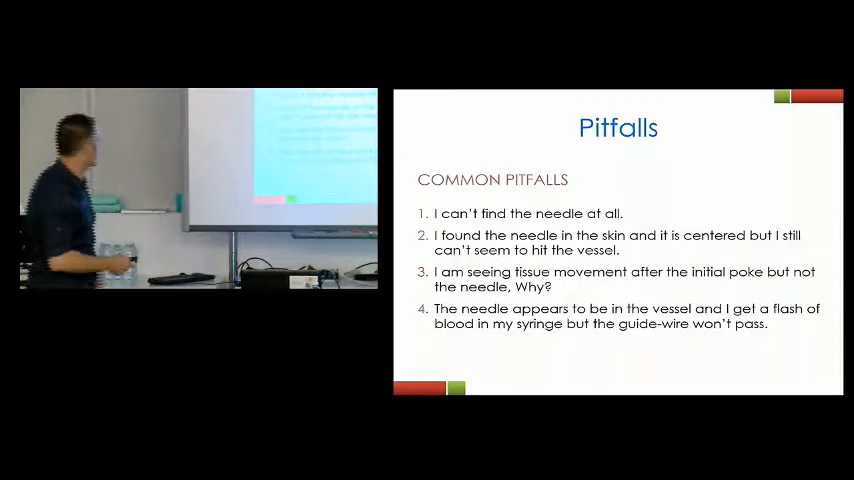 Pitfalls
COMMON PITFALLS
1. I can't find the needle at all.
2. I found the needle in the skin and it is centered but I still
can't seem to hit the vessel.
3. I am seeing tissue movement after the initial poke but not
the needle, Why?
4. The needle appears to be in the vessel and I get a flash of
blood in my syringe but the guide-wire won't pass.